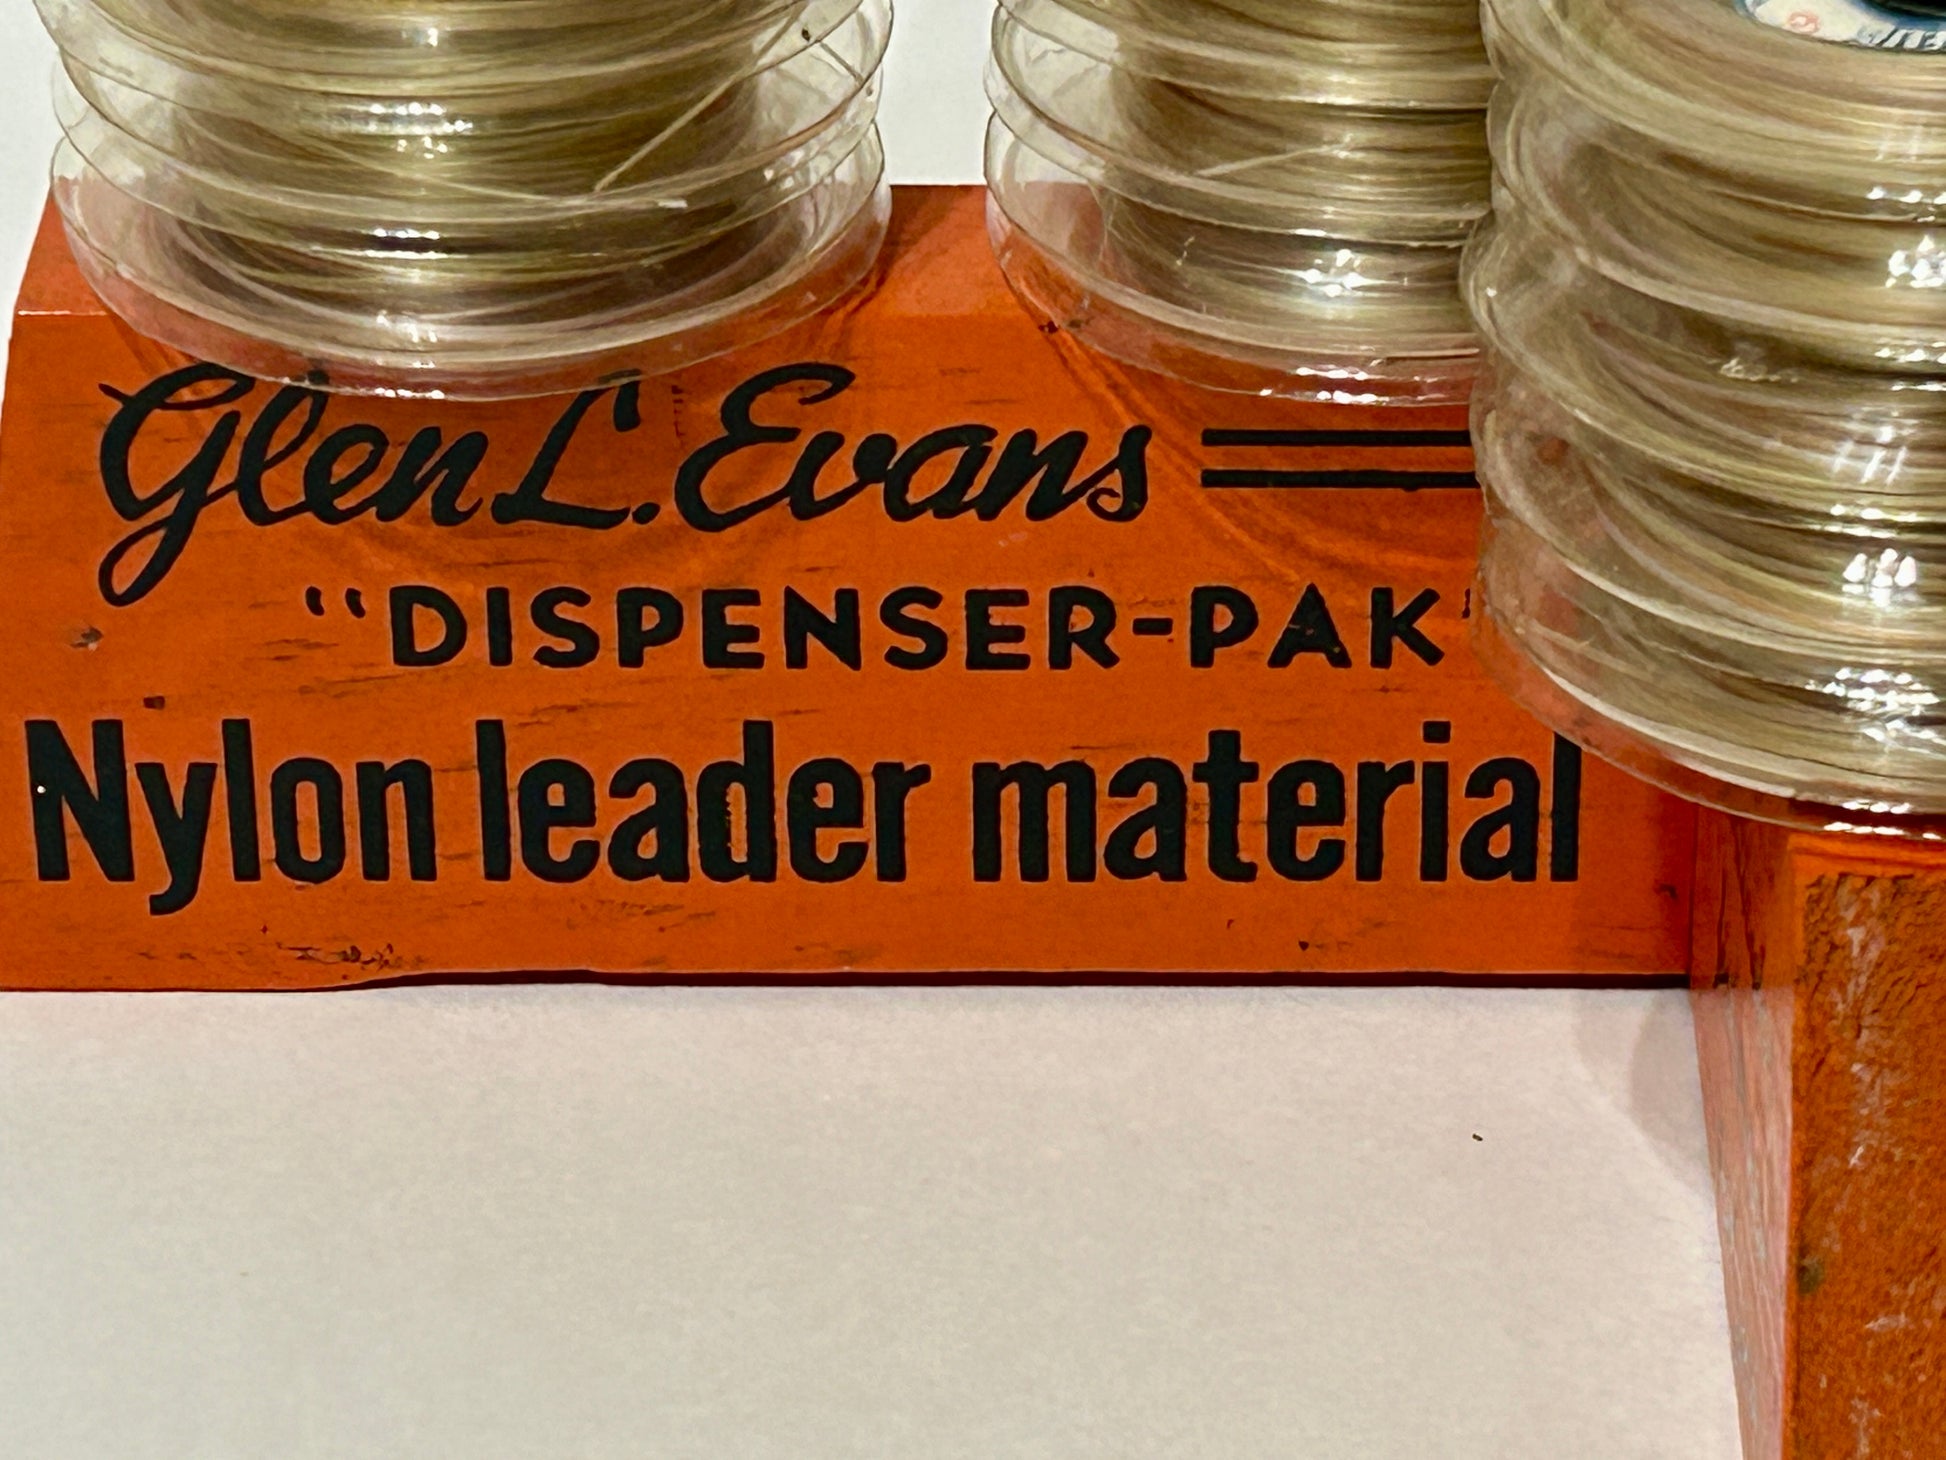 Glen L. Evans
"DISPENSER-PAK"
Nylon leader material